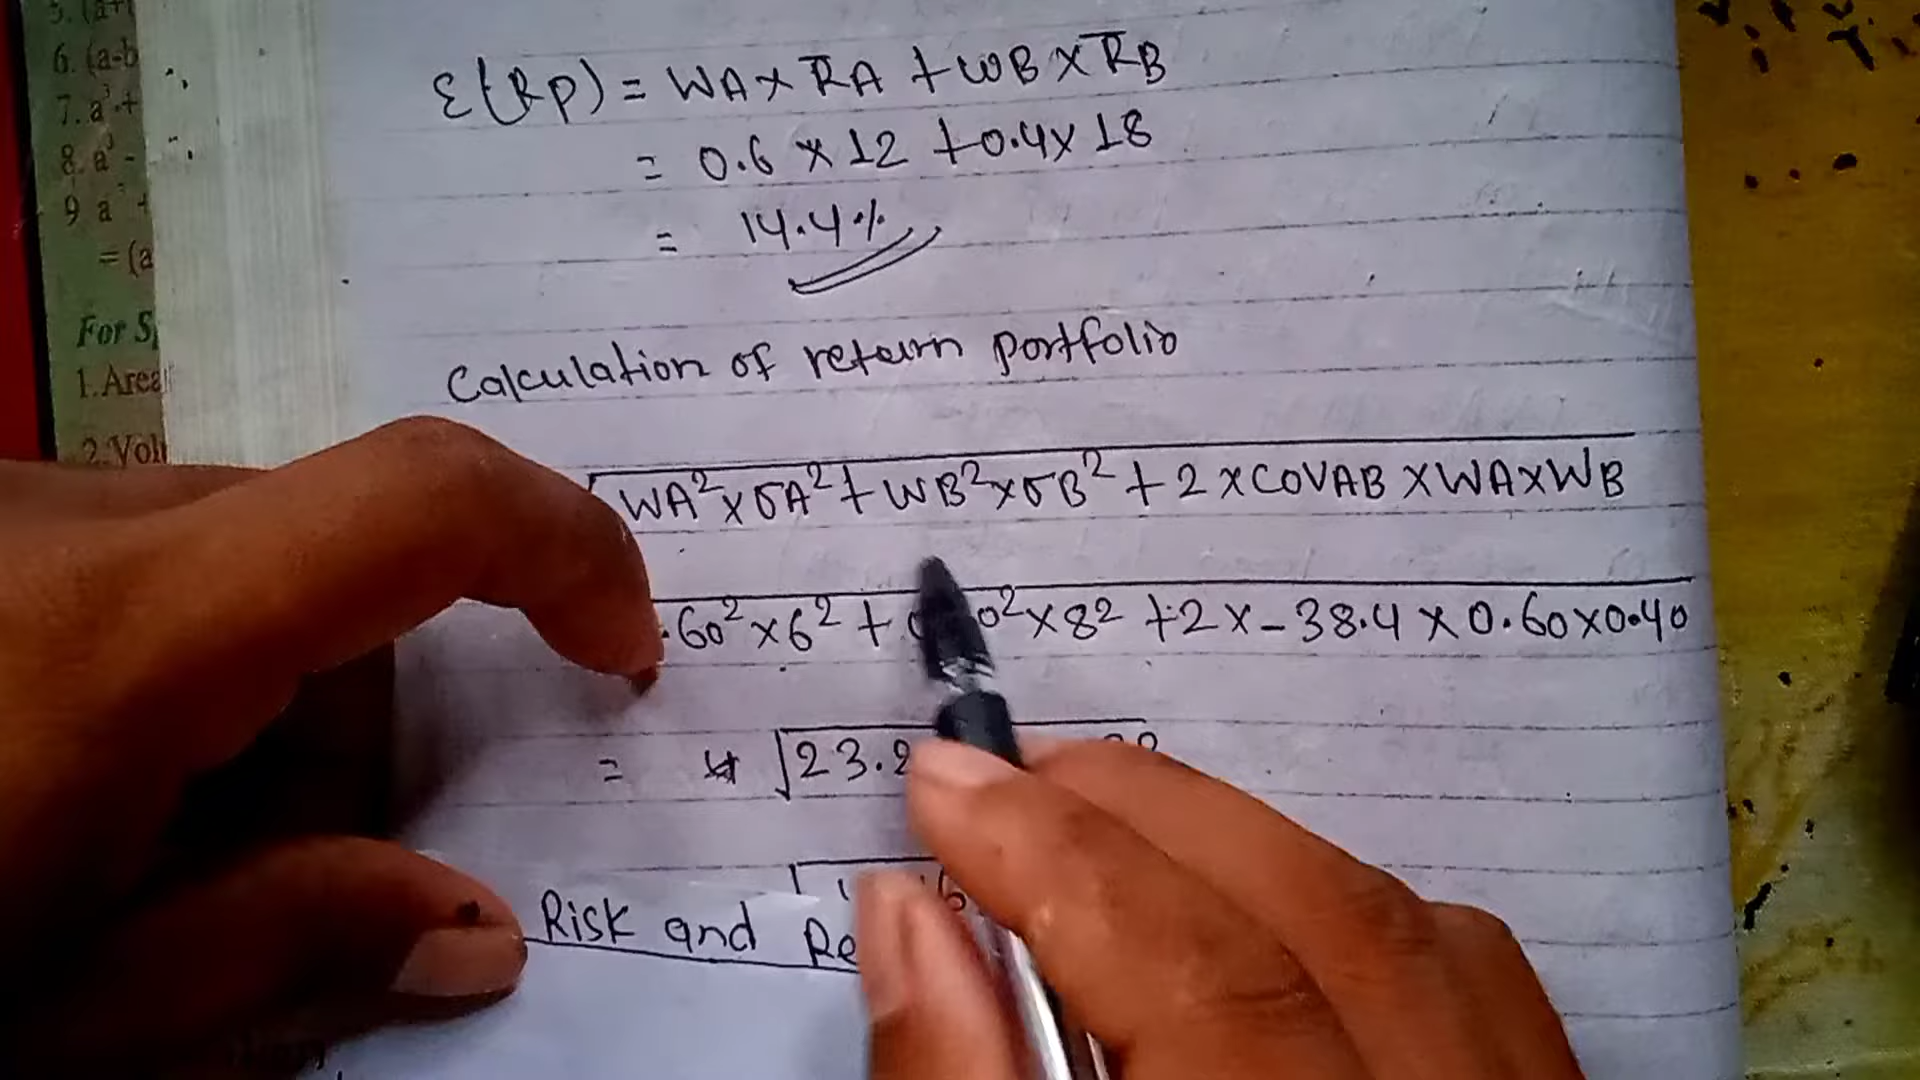 6. (a-b
7. a³+
8. a³ -
9 a³ +
= (a
For S
1. Area
2. Vol
Ɛ(Rp) = WA x R̅A + WB x R̅B
= 0.6 x 12 + 0.4 x 18
= 14.4%
Calculation of return portfolio
√WA² x σA² + WB² x σB² + 2 x COVAB x WA x WB
.60² x 6² + 0²x 8² + 2 x - 38.4 x 0.60 x 0.40
= √23.2
Risk and Re